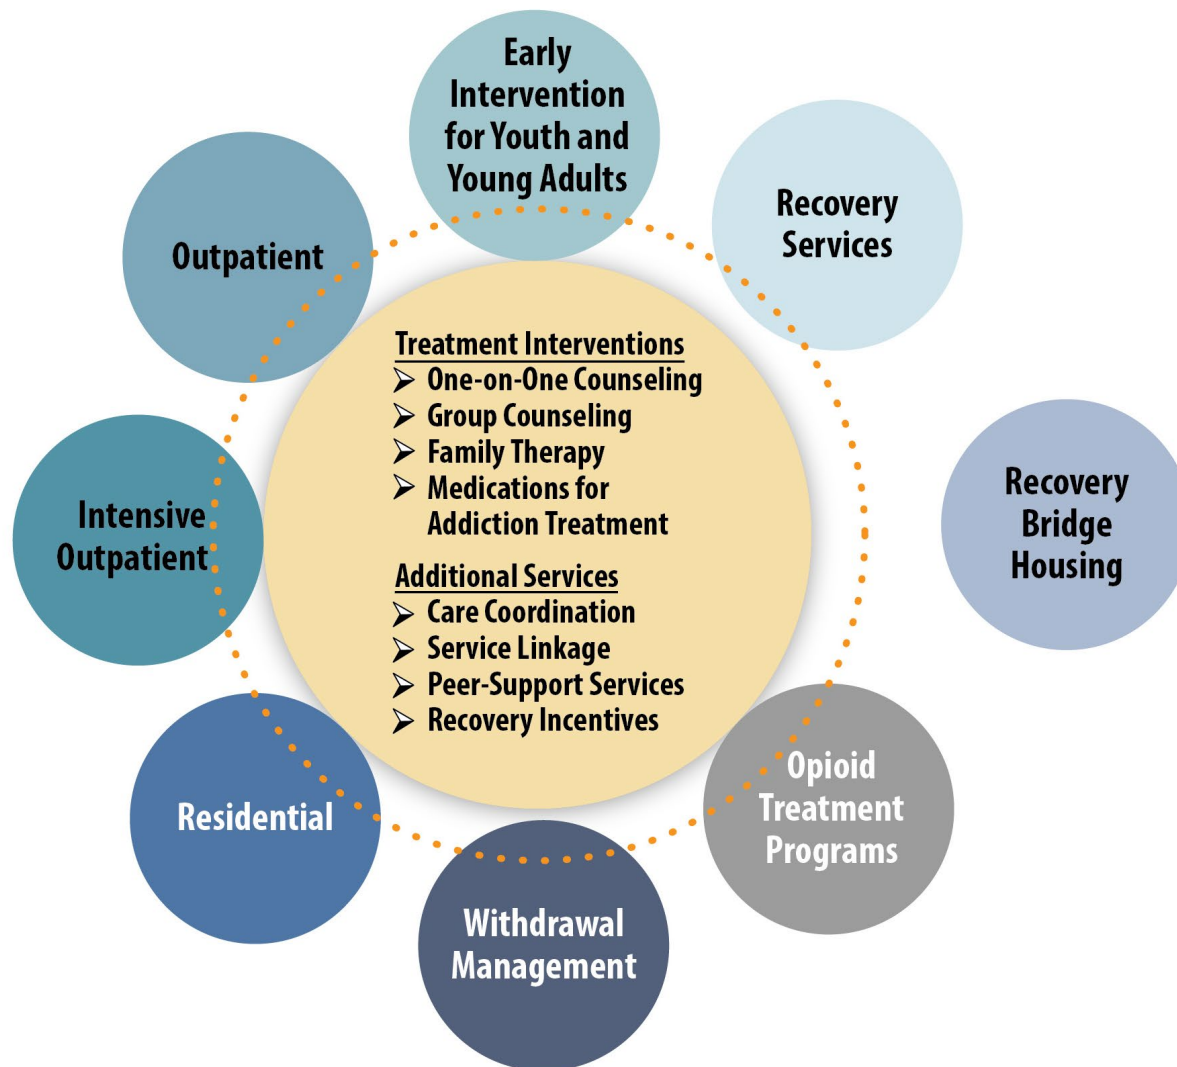 Early
Intervention
for Youth and
Young Adults
Recovery
Services
Outpatient
Treatment Interventions
➢ One-on-One Counseling
➢ Group Counseling
➢ Family Therapy
➢ Medications for
Addiction Treatment
Additional Services
➢ Care Coordination
➢ Service Linkage
➢ Peer-Support Services
➢ Recovery Incentives
Intensive
Outpatient
Recovery
Bridge
Housing
Residential
Opioid
Treatment
Programs
Withdrawal
Management